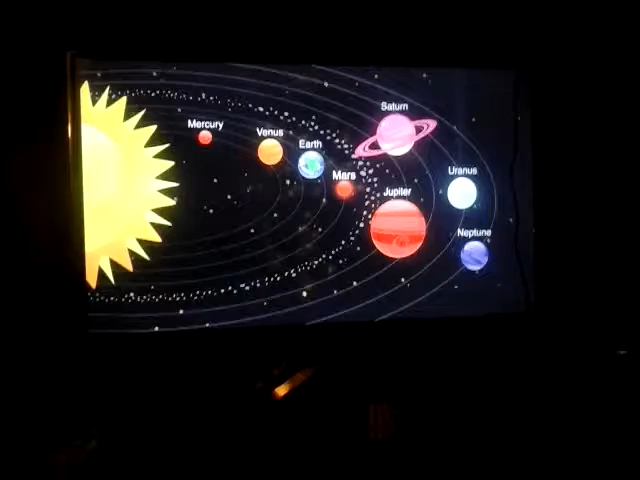 Mercury
Venus
Earth
Mars
Saturn
Jupiter
Uranus
Neptune